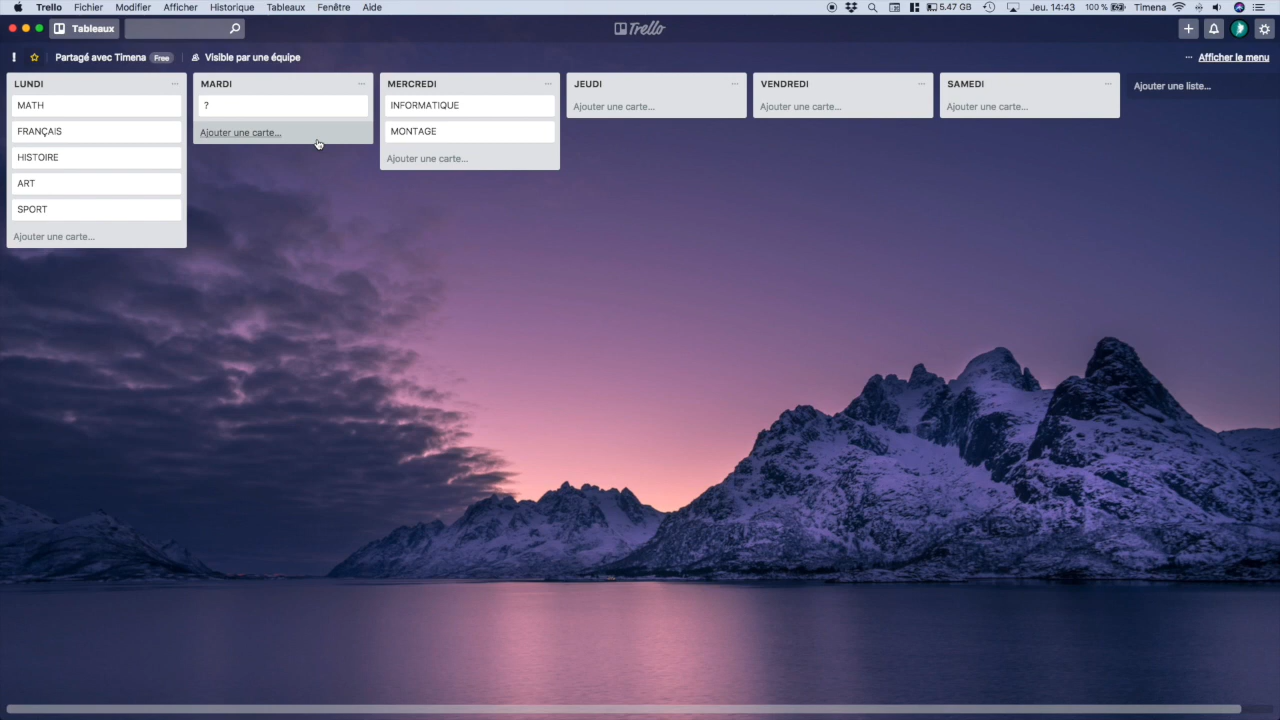 Trello Fichier Modifier Afficher Historique Tableaux Fenêtre Aide 5.47 GB Jeu. 14:43 100 % Timena
Tableaux Trello
! Partagé avec Timena Free Visible par une équipe ... Afficher le menu
LUNDI ...
MATH
FRANÇAIS
HISTOIRE
ART
SPORT
Ajouter une carte...
MARDI ...
?
Ajouter une carte...
MERCREDI ...
INFORMATIQUE
MONTAGE
Ajouter une carte...
JEUDI ...
Ajouter une carte...
VENDREDI ...
Ajouter une carte...
SAMEDI ...
Ajouter une carte...
Ajouter une liste...